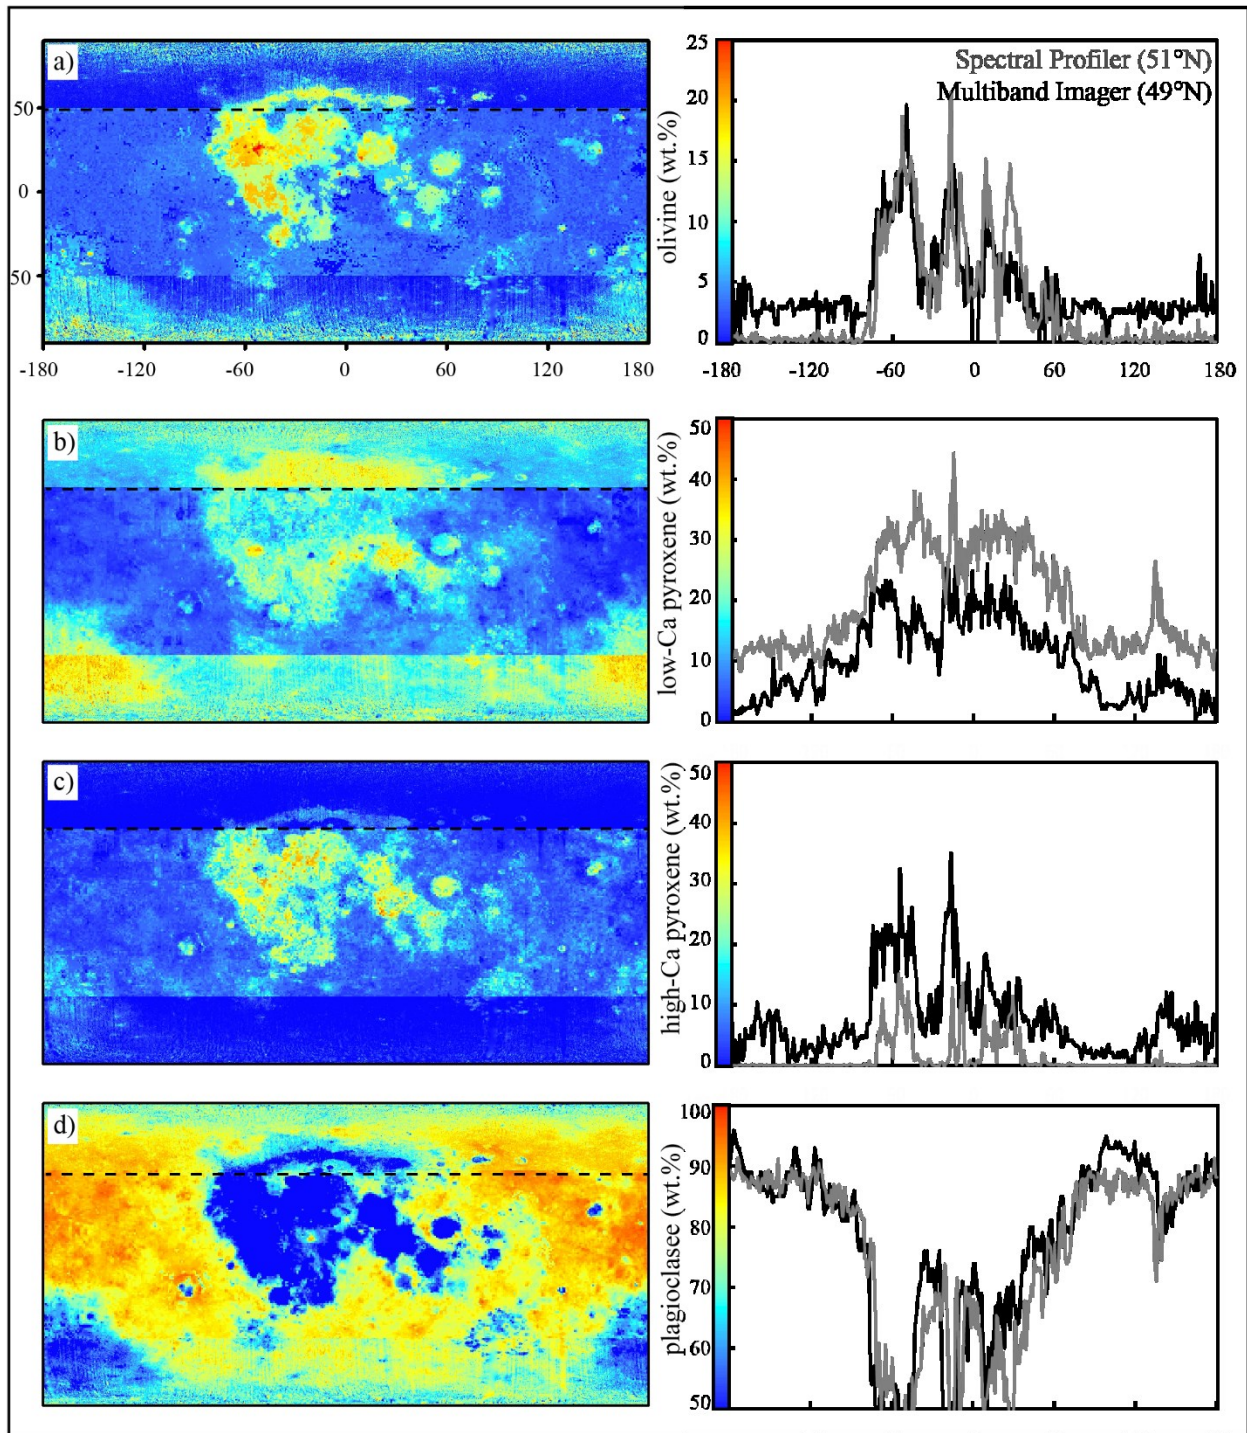 a)
50
0
50
-180 -120 -60 0 60 120 180
olivine (wt.%)
25
20
15
10
5
0
Spectral Profiler (51°N)
Multiband Imager (49°N)
-180 -120 -60 0 60 120 180
b)
low-Ca pyroxene (wt.%)
50
40
30
20
10
0
c)
high-Ca pyroxene (wt.%)
50
40
30
20
10
0
d)
plagioclasee (wt.%)
100
90
80
70
60
50